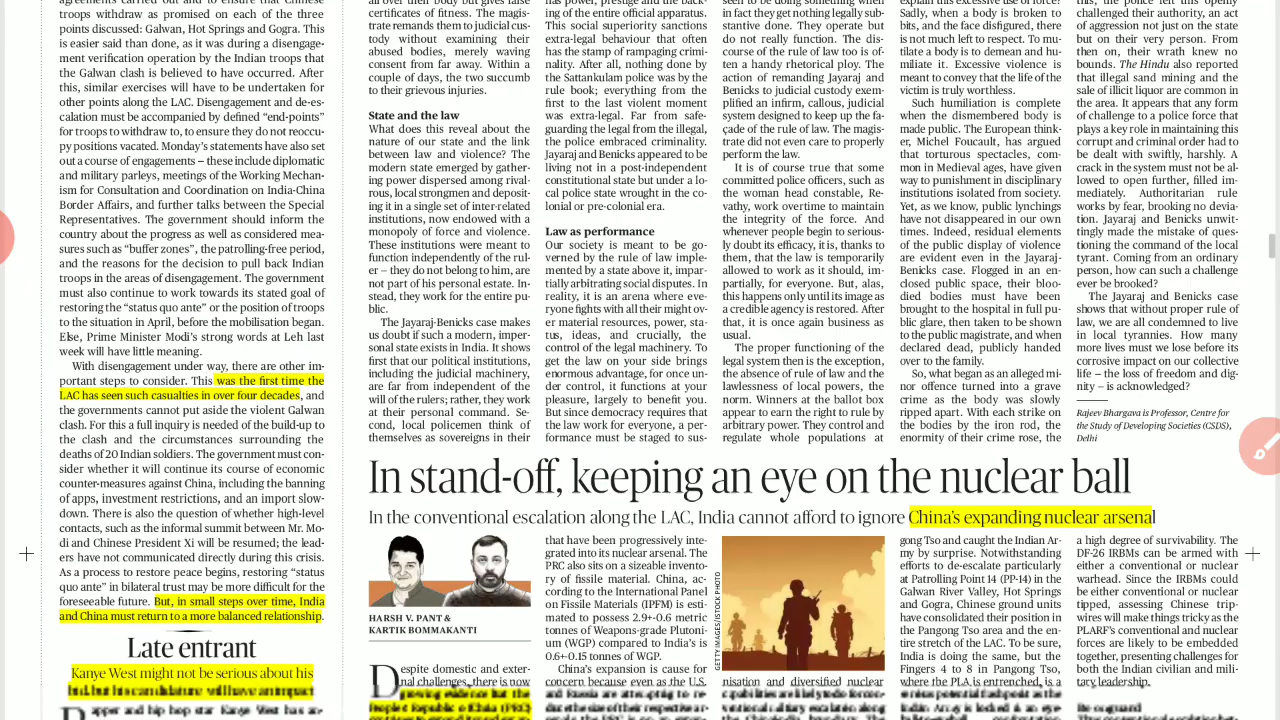 agreements carried out and to ensure that Chinese
troops withdraw as promised on each of the three
points discussed: Galwan, Hot Springs and Gogra. This
is easier said than done, as it was during a disengage-
ment verification operation by the Indian troops that
the Galwan clash is believed to have occurred. After
this, similar exercises will have to be undertaken for
other points along the LAC. Disengagement and de-es-
calation must be accompanied by defined “end-points”
for troops to withdraw to, to ensure they do not reoccu-
py positions vacated. Monday’s statements have also set
out a course of engagements – these include diplomatic
and military parleys, meetings of the Working Mechan-
ism for Consultation and Coordination on India-China
Border Affairs, and further talks between the Special
Representatives. The government should inform the
country about the progress as well as considered mea-
sures such as “buffer zones”, the patrolling-free period,
and the reasons for the decision to pull back Indian
troops in the areas of disengagement. The government
must also continue to work towards its stated goal of
restoring the “status quo ante” or the position of troops
to the situation in April, before the mobilisation began.
Else, Prime Minister Modi’s strong words at Leh last
week will have little meaning.
With disengagement under way, there are other im-
portant steps to consider. This was the first time the
LAC has seen such casualties in over four decades, and
the governments cannot put aside the violent Galwan
clash. For this a full inquiry is needed of the build-up to
the clash and the circumstances surrounding the
deaths of 20 Indian soldiers. The government must con-
sider whether it will continue its course of economic
counter-measures against China, including the banning
of apps, investment restrictions, and an import slow-
down. There is also the question of whether high-level
contacts, such as the informal summit between Mr. Mo-
di and Chinese President Xi will be resumed; the lead-
ers have not communicated directly during this crisis.
As a process to restore peace begins, restoring “status
quo ante” in bilateral trust may be more difficult for the
foreseeable future. But, in small steps over time, India
and China must return to a more balanced relationship.
Late entrant
Kanye West might not be serious about his
bid, but his candidature will have an impact
Rapper and hip hop star Kanye West has an-
all over their body but gives false
certificates of fitness. The magis-
trate remands them to judicial cus-
tody without examining their
abused bodies, merely waving
consent from far away. Within a
couple of days, the two succumb
to their grievous injuries.
State and the law
What does this reveal about the
nature of our state and the link
between law and violence? The
modern state emerged by gather-
ing power dispersed among rival-
rous, local strongmen and deposit-
ing it in a single set of inter-related
institutions, now endowed with a
monopoly of force and violence.
These institutions were meant to
function independently of the rul-
er – they do not belong to him, are
not part of his personal estate. In-
stead, they work for the entire pu-
blic.
The Jayaraj-Benicks case makes
us doubt if such a modern, imper-
sonal state exists in India. It shows
first that our political institutions,
including the judicial machinery,
are far from independent of the
will of the rulers; rather, they work
at their personal command. Se-
cond, local policemen think of
themselves as sovereigns in their
has power, prestige and the back-
ing of the entire official apparatus.
This social superiority sanctions
extra-legal behaviour that often
has the stamp of rampaging crimi-
nality. After all, nothing done by
the Sattankulam police was by the
rule book; everything from the
first to the last violent moment
was extra-legal. Far from safe-
guarding the legal from the illegal,
the police embraced criminality.
Jayaraj and Benicks appeared to be
living not in a post-independent
constitutional state but under a lo-
cal police state wrought in the co-
lonial or pre-colonial era.
Law as performance
Our society is meant to be go-
verned by the rule of law imple-
mented by a state above it, impar-
tially arbitrating social disputes. In
reality, it is an arena where eve-
ryone fights with all their might ov-
er material resources, power, sta-
tus, ideas, and crucially, the
control of the legal machinery. To
get the law on your side brings
enormous advantage, for once un-
der control, it functions at your
pleasure, largely to benefit you.
But since democracy requires that
the law work for everyone, a per-
formance must be staged to sus-
seen to be doing something when
in fact they get nothing legally sub-
stantive done. They operate but
do not really function. The dis-
course of the rule of law too is of-
ten a handy rhetorical ploy. The
action of remanding Jayaraj and
Benicks to judicial custody exem-
plified an infirm, callous, judicial
system designed to keep up the fa-
çade of the rule of law. The magis-
trate did not even care to properly
perform the law.
It is of course true that some
committed police officers, such as
the woman head constable, Re-
vathy, work overtime to maintain
the integrity of the force. And
whenever people begin to serious-
ly doubt its efficacy, it is, thanks to
them, that the law is temporarily
allowed to work as it should, im-
partially, for everyone. But, alas,
this happens only until its image as
a credible agency is restored. After
that, it is once again business as
usual.
The proper functioning of the
legal system then is the exception,
the absence of rule of law and the
lawlessness of local powers, the
norm. Winners at the ballot box
appear to earn the right to rule by
arbitrary power. They control and
regulate whole populations at
explain this excessive use of force?
Sadly, when a body is broken to
bits, and the face disfigured, there
is not much left to respect. To mu-
tilate a body is to demean and hu-
miliate it. Excessive violence is
meant to convey that the life of the
victim is truly worthless.
Such humiliation is complete
when the dismembered body is
made public. The European think-
er, Michel Foucault, has argued
that torturous spectacles, com-
mon in Medieval ages, have given
way to punishment in disciplinary
institutions isolated from society.
Yet, as we know, public lynchings
have not disappeared in our own
times. Indeed, residual elements
of the public display of violence
are evident even in the Jayaraj-
Benicks case. Flogged in an en-
closed public space, their bloo-
died bodies must have been
brought to the hospital in full pu-
blic glare, then taken to be shown
to the public magistrate, and when
declared dead, publicly handed
over to the family.
So, what began as an alleged mi-
nor offence turned into a grave
crime as the body was slowly
ripped apart. With each strike on
the bodies by the iron rod, the
enormity of their crime rose, the
this, the police felt this openly
challenged their authority, an act
of aggression not just on the state
but on their very person. From
then on, their wrath knew no
bounds. The Hindu also reported
that illegal sand mining and the
sale of illicit liquor are common in
the area. It appears that any form
of challenge to a police force that
plays a key role in maintaining this
corrupt and criminal order had to
be dealt with swiftly, harshly. A
crack in the system must not be al-
lowed to open further, filled im-
mediately. Authoritarian rule
works by fear, brooking no devia-
tion. Jayaraj and Benicks unwit-
tingly made the mistake of ques-
tioning the command of the local
tyrant. Coming from an ordinary
person, how can such a challenge
ever be brooked?
The Jayaraj and Benicks case
shows that without proper rule of
law, we are all condemned to live
in local tyrannies. How many
more lives must we lose before its
corrosive impact on our collective
life – the loss of freedom and dig-
nity – is acknowledged?
Rajeev Bhargava is Professor, Centre for
the Study of Developing Societies (CSDS),
Delhi
In stand-off, keeping an eye on the nuclear ball
In the conventional escalation along the LAC, India cannot afford to ignore China’s expanding nuclear arsenal
HARSH V. PANT &
KARTIK BOMMAKANTI
Despite domestic and exter-
nal challenges, there is now
growing evidence that the
People’s Republic of China (PRC)
that have been progressively inte-
grated into its nuclear arsenal. The
PRC also sits on a sizeable invento-
ry of fissile material. China, ac-
cording to the International Panel
on Fissile Materials (IPFM) is esti-
mated to possess 2.9+-0.6 metric
tonnes of Weapons-grade Plutoni-
um (WGP) compared to India’s is
0.6+-0.15 tonnes of WGP.
China’s expansion is cause for
concern because even as the U.S.
and Russia are attempting to re-
GETTY IMAGES/ISTOCK PHOTO
nisation and diversified nuclear
gong Tso and caught the Indian Ar-
my by surprise. Notwithstanding
efforts to de-escalate particularly
at Patrolling Point 14 (PP-14) in the
Galwan River Valley, Hot Springs
and Gogra, Chinese ground units
have consolidated their position in
the Pangong Tso area and the en-
tire stretch of the LAC. To be sure,
India is doing the same, but the
Fingers 4 to 8 in Pangong Tso,
where the PLA is entrenched, is a
a high degree of survivability. The
DF-26 IRBMs can be armed with
either a conventional or nuclear
warhead. Since the IRBMs could
be either conventional or nuclear
tipped, assessing Chinese trip-
wires will make things tricky as the
PLARF’s conventional and nuclear
forces are likely to be embedded
together, presenting challenges for
both the Indian civilian and mili-
tary leadership.